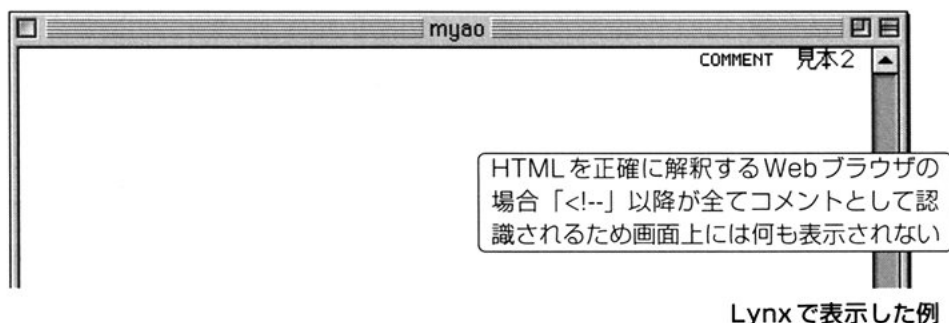 myao
COMMENT 見本2
HTMLを正確に解釈するWebブラウザの
場合「<!--」以降が全てコメントとして認
識されるため画面上には何も表示されない
Lynxで表示した例